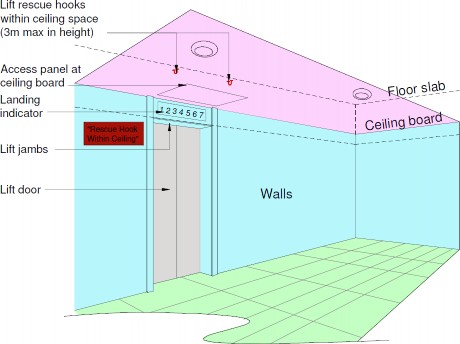 Lift rescue hooks
within ceiling space
(3m max in height)
Access panel at
ceiling board
Landing
indicator
1 2 3 4 5 6 7
"Rescue Hook
Within Ceiling"
Lift jambs
Lift door
Floor slab
Ceiling board
Walls